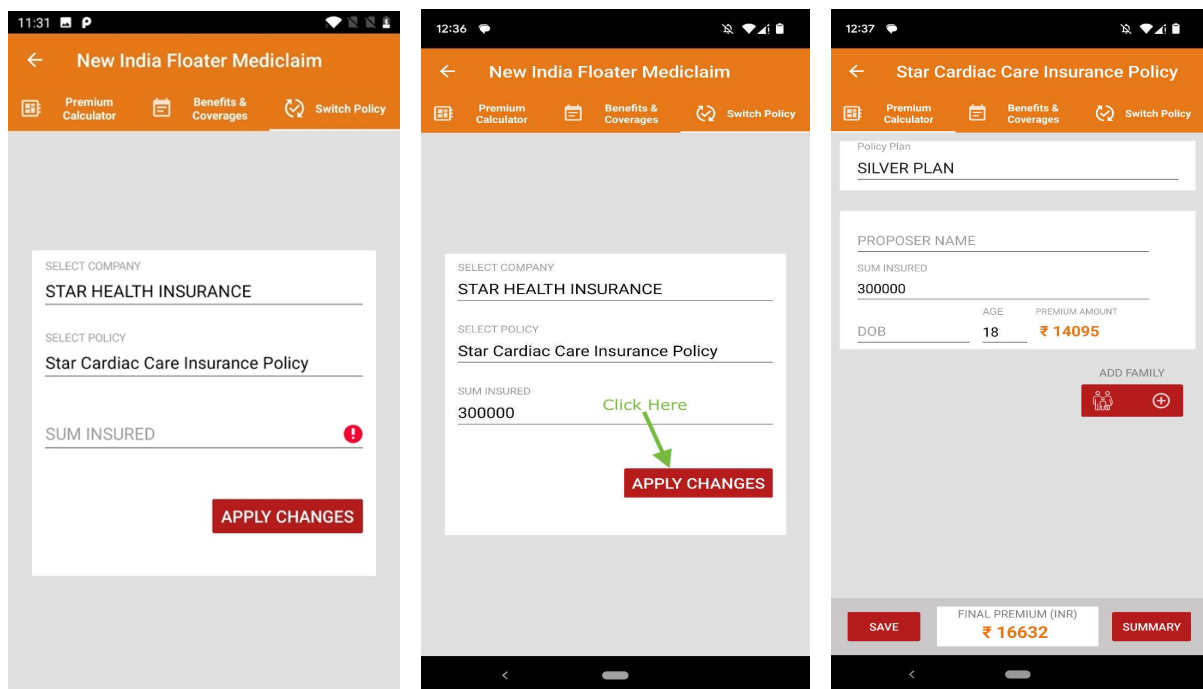 11:31
New India Floater Mediclaim
Premium
Calculator
Benefits &
Coverages
Switch Policy
SELECT COMPANY
STAR HEALTH INSURANCE
SELECT POLICY
Star Cardiac Care Insurance Policy
SUM INSURED
APPLY CHANGES
12:36
New India Floater Mediclaim
Premium
Calculator
Benefits &
Coverages
Switch Policy
SELECT COMPANY
STAR HEALTH INSURANCE
SELECT POLICY
Star Cardiac Care Insurance Policy
SUM INSURED
300000
Click Here
APPLY CHANGES
12:37
Star Cardiac Care Insurance Policy
Premium
Calculator
Benefits &
Coverages
Switch Policy
Policy Plan
SILVER PLAN
PROPOSER NAME
SUM INSURED
300000
DOB
AGE
18
PREMIUM AMOUNT
₹ 14095
ADD FAMILY
SAVE
FINAL PREMIUM (INR)
₹ 16632
SUMMARY